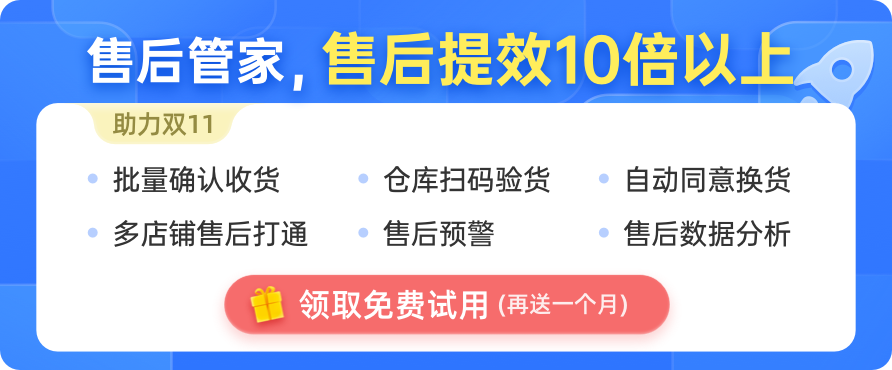 售后管家，售后提效10倍以上
助力双11
批量确认收货 仓库扫码验货 自动同意换货
多店铺售后打通 售后预警 售后数据分析
领取免费试用 (再送一个月)